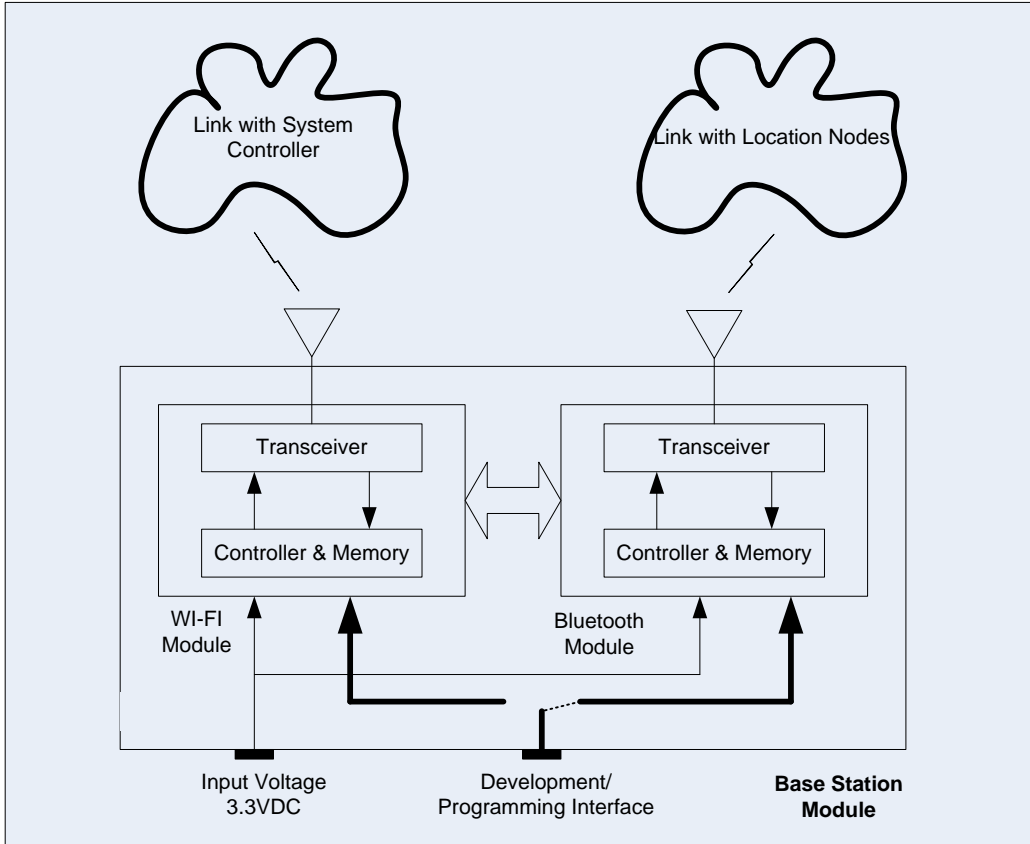 Link with System
Controller
Link with Location Nodes
Transceiver
Transceiver
Controller & Memory
Controller & Memory
WI-FI
Module
Bluetooth
Module
Input Voltage
3.3VDC
Development/
Programming Interface
Base Station
Module